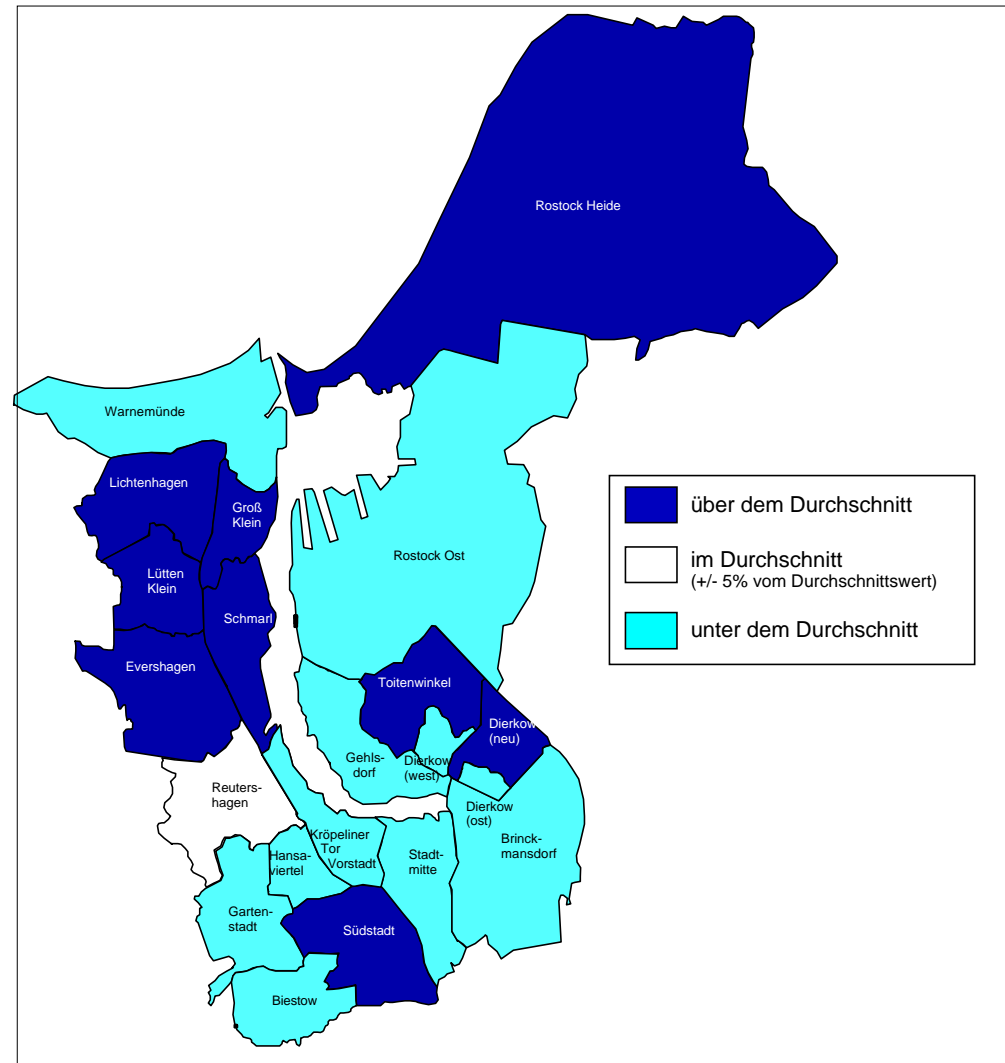 Rostock Heide
Warnemünde
Lichtenhagen
Groß
Klein
Rostock Ost
Lütten
Klein
Schmarl
Evershagen
Toitenwinkel
Dierkow
(neu)
Gehls-
dorf
Dierkow
(west)
Reuters-
hagen
Dierkow
(ost)
Kröpeliner
Tor
Vorstadt
Hansa-
viertel
Stadt-
mitte
Brinck-
mansdorf
Garten-
stadt
Südstadt
Biestow
über dem Durchschnitt
im Durchschnitt
(+/- 5% vom Durchschnittswert)
unter dem Durchschnitt